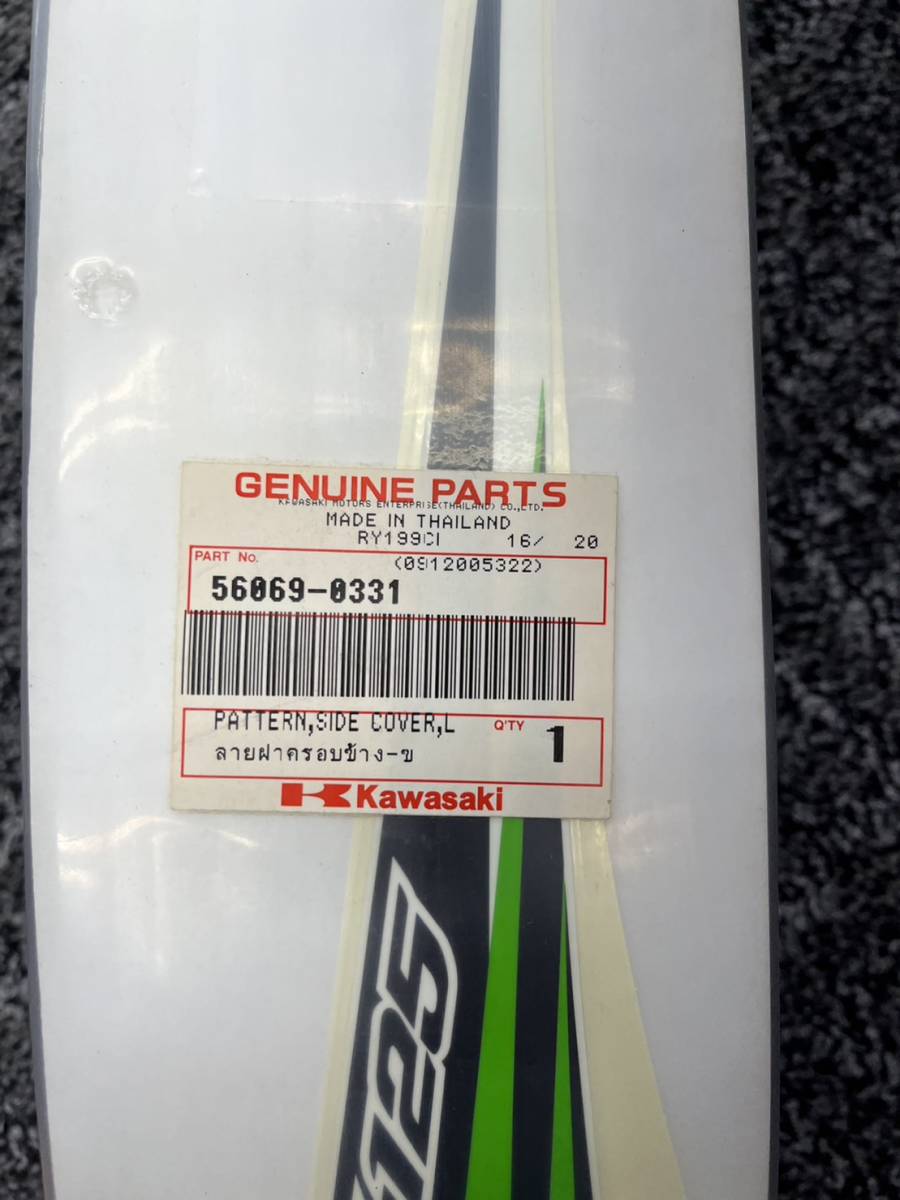 GENUINE PARTS
KAWASAKI MOTORS ENTERPRISE(THAILAND) CO.,LTD.
MADE IN THAILAND
RY199CI 16/ 20
PART No. (0912005322)
56069-0331
PATTERN,SIDE COVER,L Q'TY 1
ลายฝาครอบข้าง-ข
Kawasaki
125